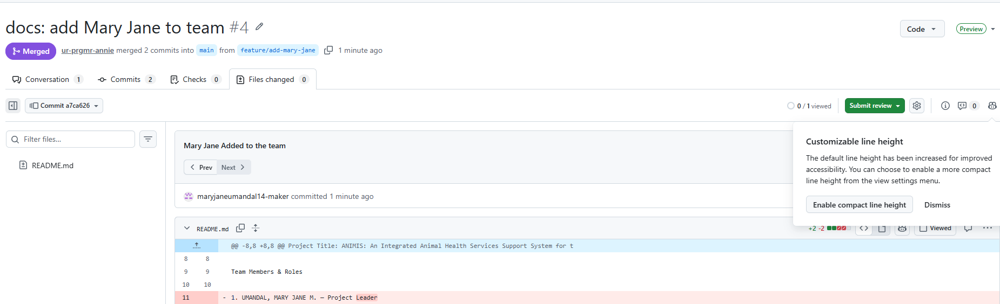 docs: add Mary Jane to team #4
Code
Preview
Merged
ur-prgmr-annie merged 2 commits into main from feature/add-mary-jane 1 minute ago
Conversation 1
Commits 2
Checks 0
Files changed 0
Commit a7ca626
0 / 1 viewed
Submit review
0
Filter files...
README.md
Mary Jane Added to the team
Prev
Next
maryjaneumandal14-maker committed 1 minute ago
Customizable line height
The default line height has been increased for improved
accessibility. You can choose to enable a more compact
line height from the view settings menu.
Enable compact line height
Dismiss
README.md
+2 -2
Viewed
@@ -8,8 +8,8 @@ Project Title: ANIMIS: An Integrated Animal Health Services Support System for t
8 8
9 9 Team Members & Roles
10 10
11 - 1. UMANDAL, MARY JANE M. — Project Leader